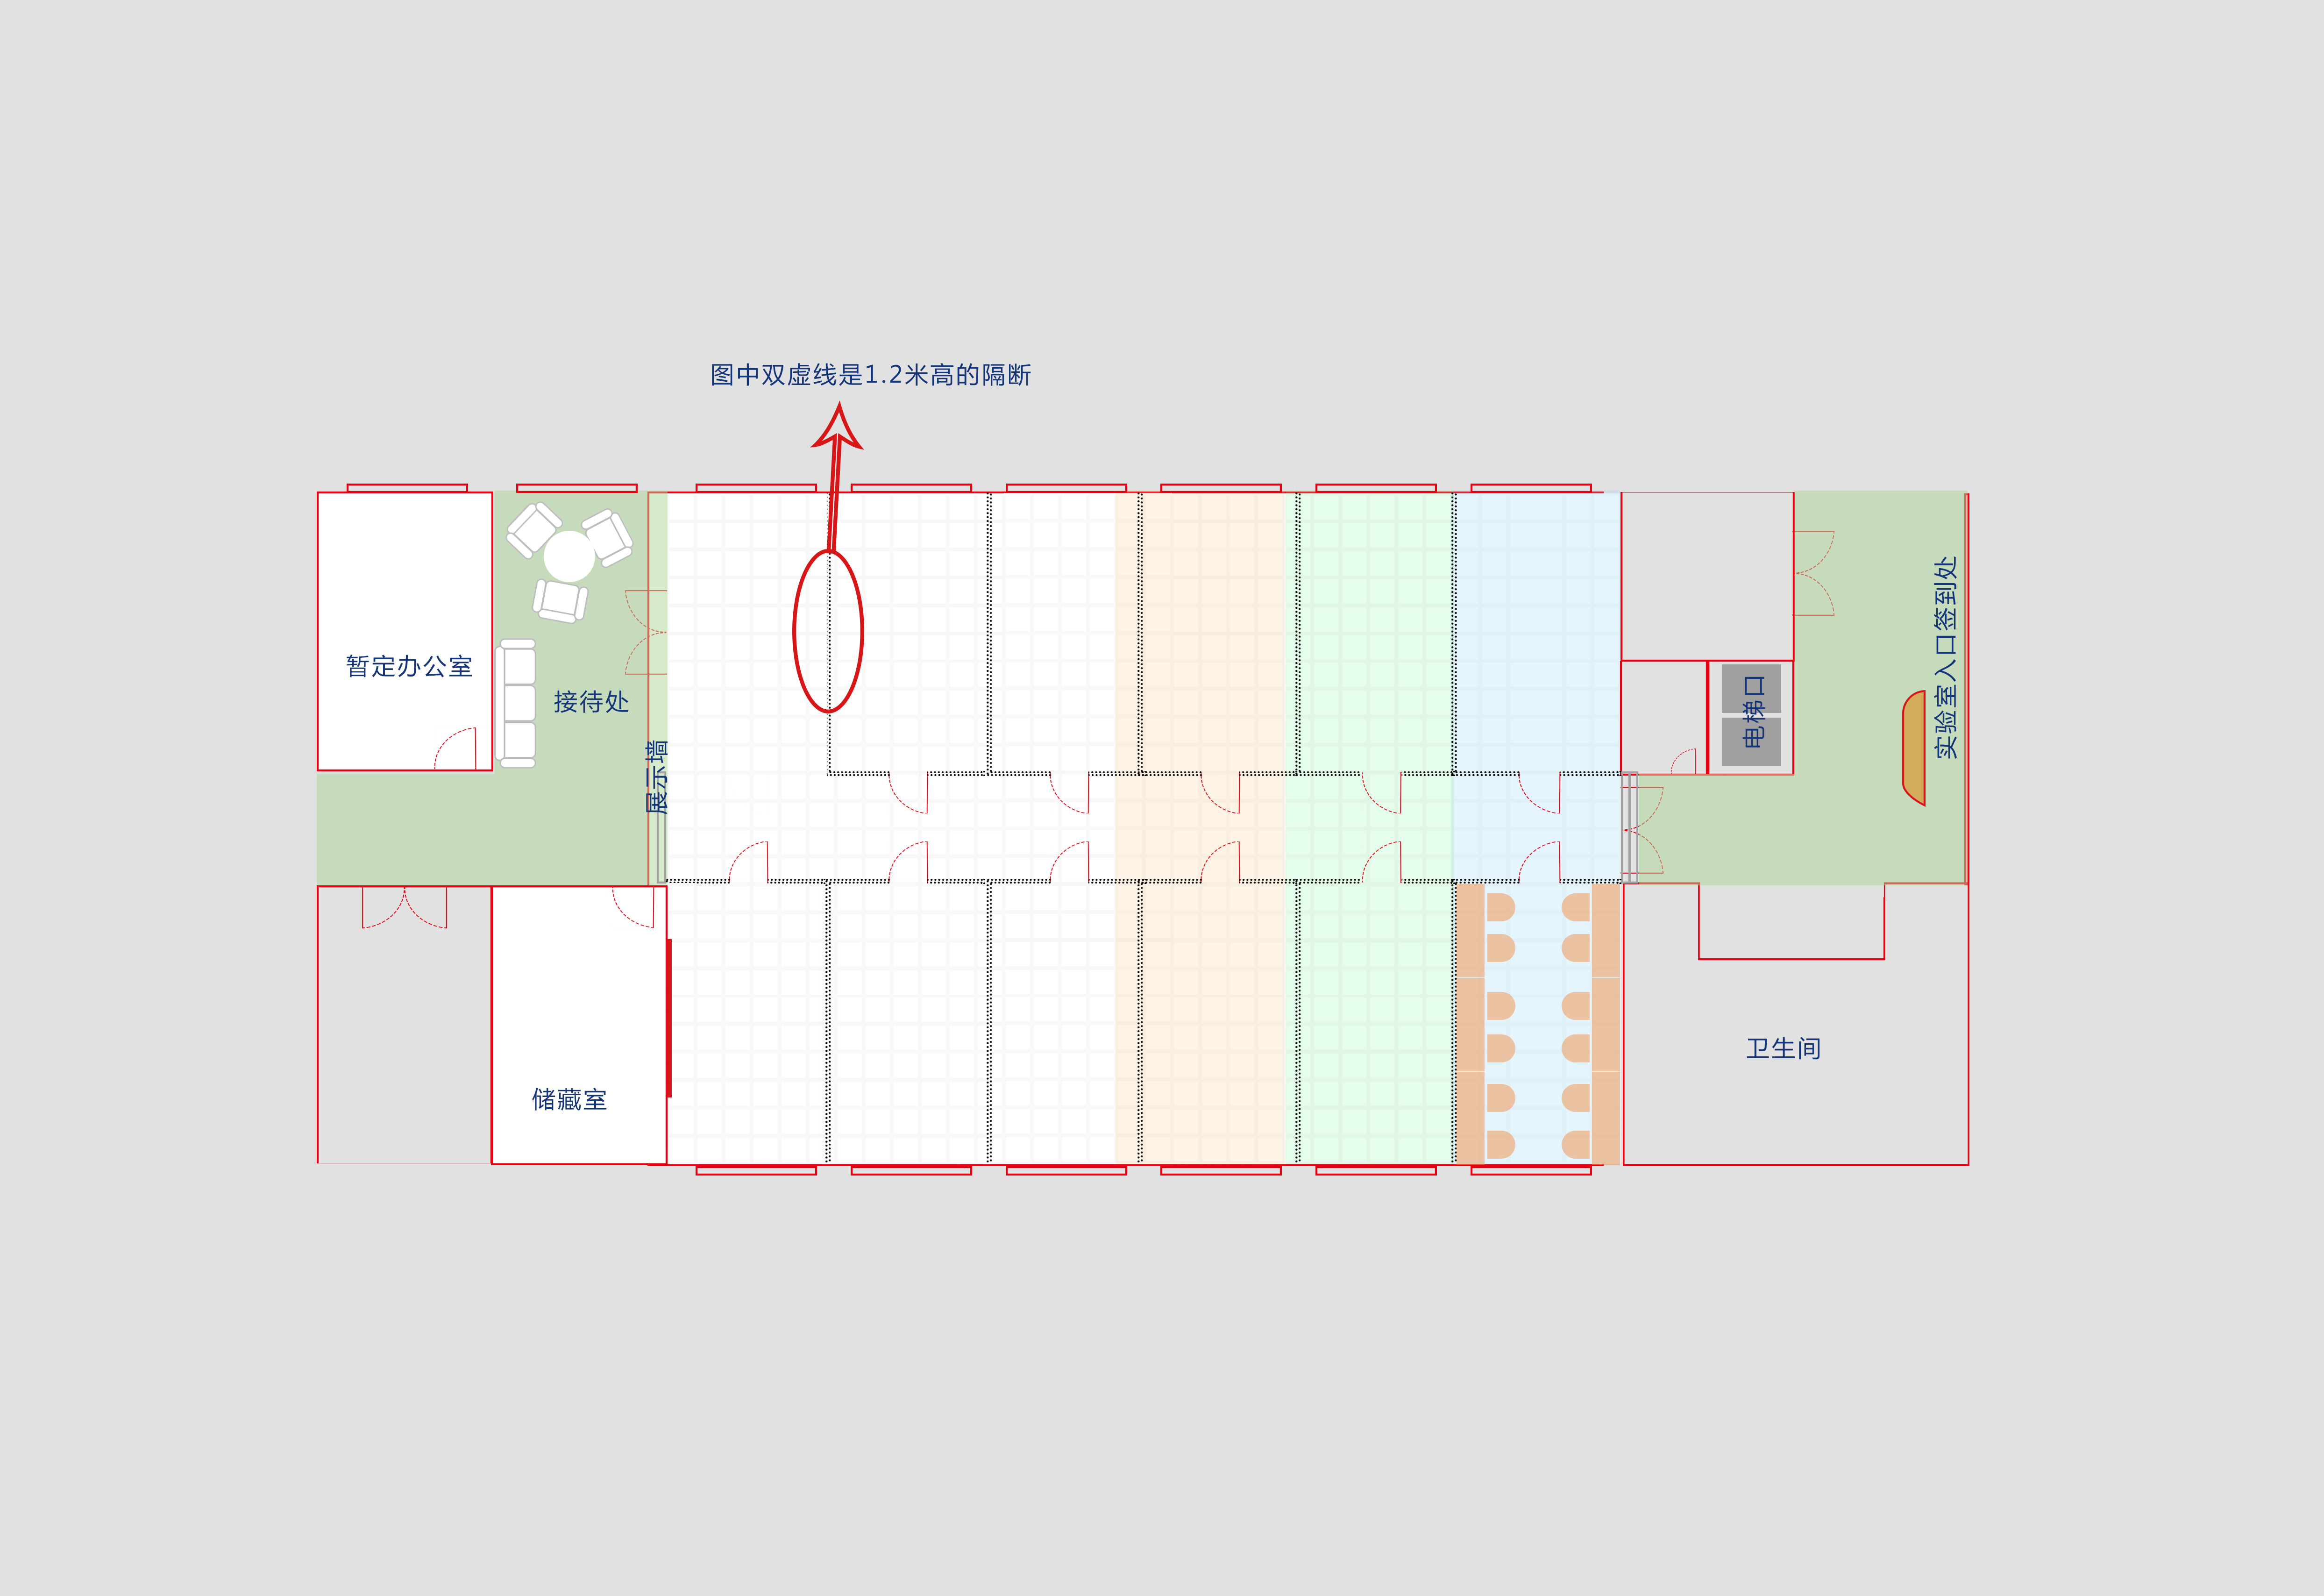 图中双虚线是1.2米高的隔断
暂定办公室
接待处
展示墙
电梯口
实验室入口签到处
储藏室
卫生间